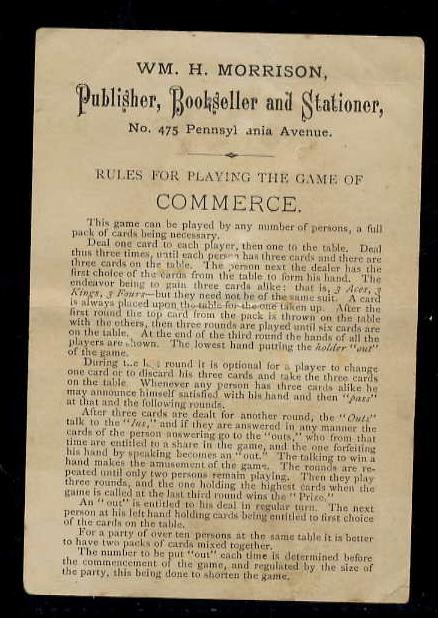 WM. H. MORRISON,
Publisher, Bookseller and Stationer,
No. 475 Pennsyl ania Avenue.
RULES FOR PLAYING THE GAME OF
COMMERCE.
This game can be played by any number of persons, a full
pack of cards being necessary.
Deal one card to each player, then one to the table. Deal
thus three times, until each person has three cards and there are
three cards on the table. The person next the dealer has the
first choice of the cards from the table to form his hand. The
endeavor being to gain three cards alike: that is, 3 Aces, 3
Kings, 3 Fours—but they need not be of the same suit. A card
is always placed upon the table for the one taken up. After the
first round the top card from the pack is thrown on the table
with the others, then three rounds are played until six cards are
on the table. At the end of the third round the hands of all the
players are shown. The lowest hand putting the holder "out"
of the game.
During the last round it is optional for a player to change
one card or to discard his three cards and take the three cards
on the table. Whenever any person has three cards alike he
may announce himself satisfied with his hand and then "pass"
at that and the following rounds.
After three cards are dealt for another round, the "Outs"
talk to the "Ins," and if they are answered in any manner the
cards of the person answering go to the "outs," who from that
time are entitled to a share in the game, and the one forfeiting
his hand by speaking becomes an "out." The talking to win a
hand makes the amusement of the game. The rounds are re-
peated until only two persons remain playing. Then they play
three rounds, and the one holding the highest cards when the
game is called at the last third round wins the "Prize."
An "out" is entitled to his deal in regular turn. The next
person at his left hand holding cards being entitled to first choice
of the cards on the table.
For a party of over ten persons at the same table it is better
to have two packs of cards mixed together.
The number to be put "out" each time is determined before
the commencement of the game, and regulated by the size of
the party, this being done to shorten the game.